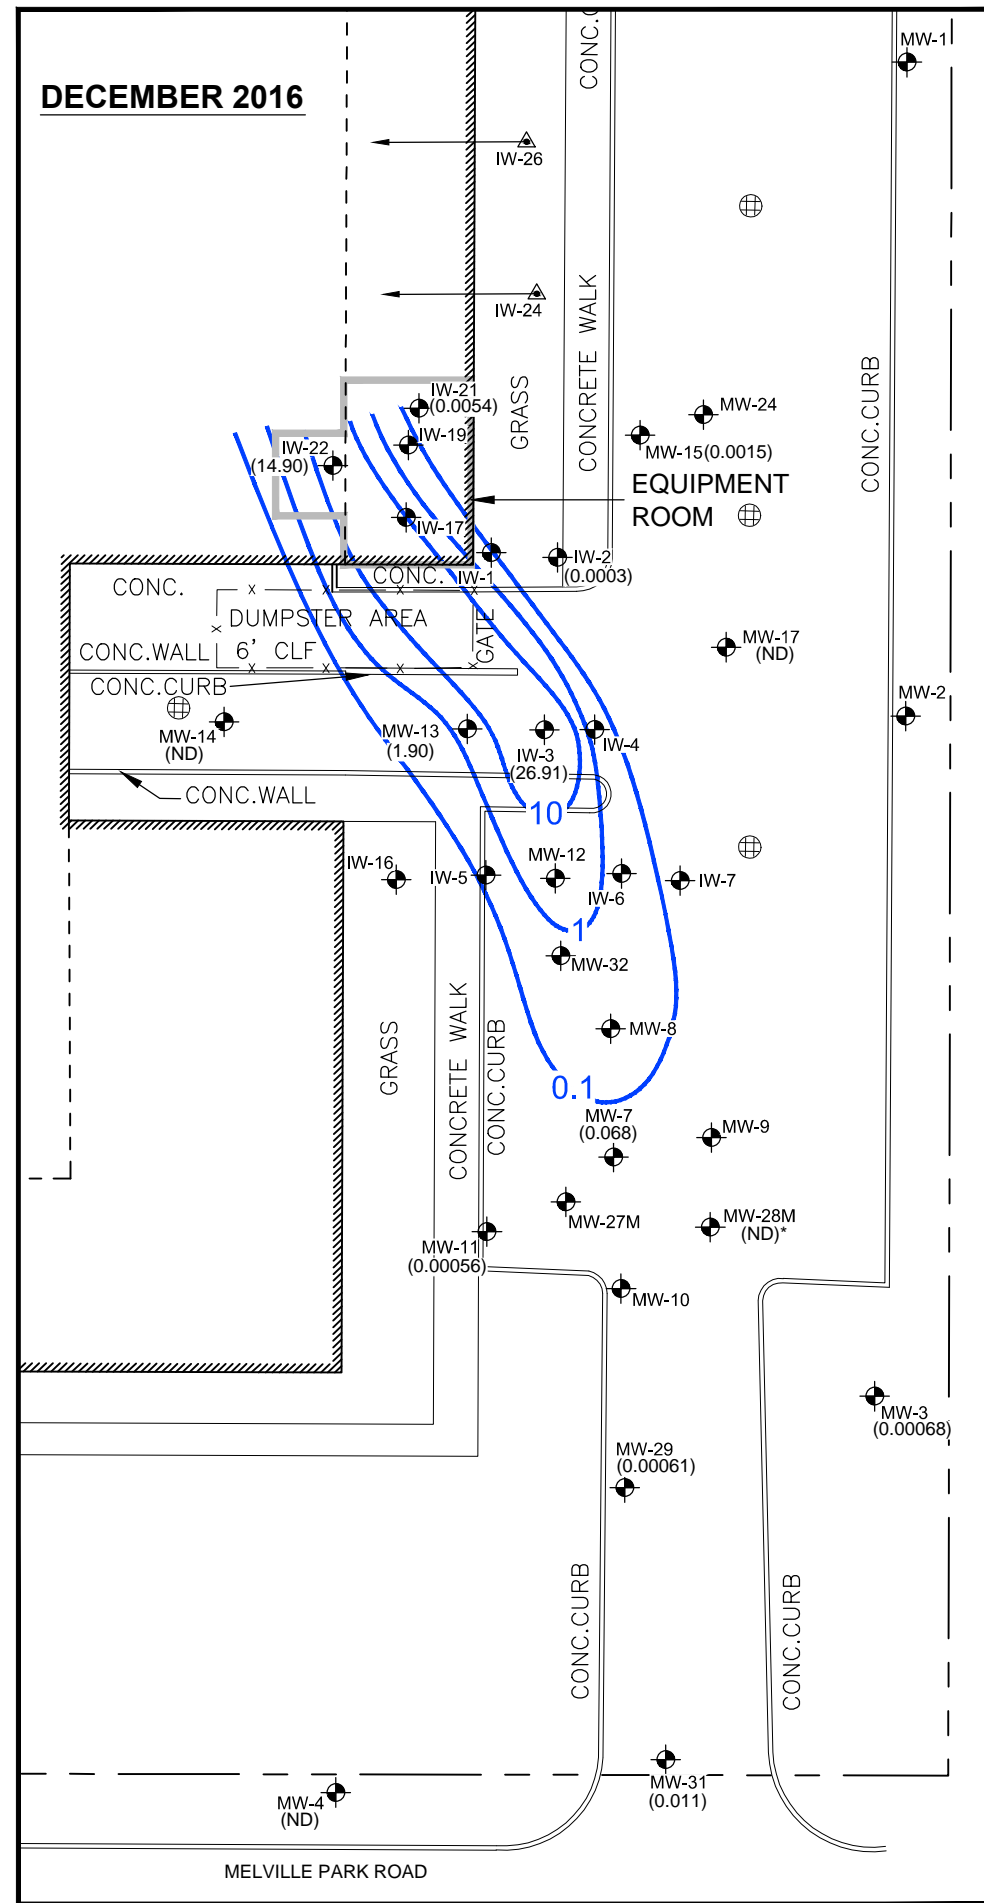 DECEMBER 2016
MW-1
CONC.C
IW-26
IW-24
CONCRETE WALK
GRASS
CONC.CURB
IW-21
(0.0054)
IW-19
IW-22
(14.90)
MW-24
MW-15(0.0015)
EQUIPMENT
ROOM
IW-17
IW-1
IW-2
(0.0003)
CONC.
CONC.
DUMPSTER AREA
GATE
CONC.WALL
6' CLF
CONC.CURB
MW-17
(ND)
MW-2
MW-14
(ND)
MW-13
(1.90)
IW-3
(26.91)
IW-4
CONC.WALL
10
IW-16
IW-5
MW-12
IW-6
IW-7
1
MW-32
GRASS
CONCRETE WALK
CONC.CURB
MW-8
0.1
MW-7
(0.068)
MW-9
MW-27M
MW-28M
(ND)*
MW-11
(0.00056)
MW-10
MW-3
(0.00068)
MW-29
(0.00061)
CONC.CURB
CONC.CURB
MW-31
(0.011)
MW-4
(ND)
MELVILLE PARK ROAD